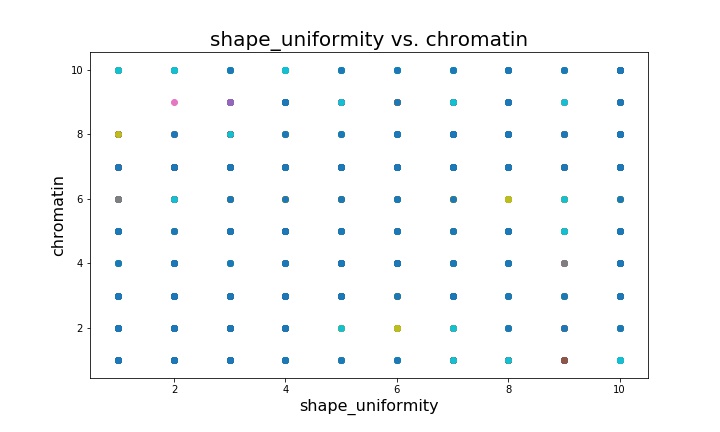 shape_uniformity vs. chromatin
10
8
6
4
2
chromatin
2 4 6 8 10
shape_uniformity